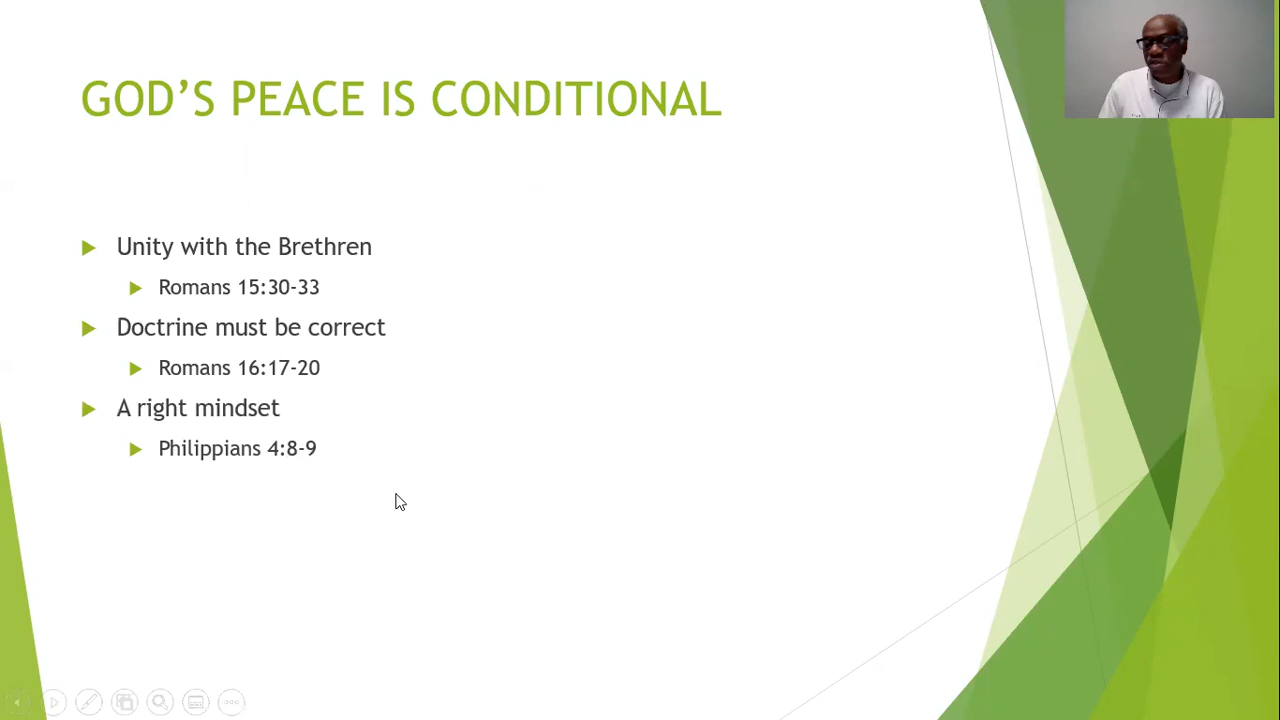 GOD’S PEACE IS CONDITIONAL
Unity with the Brethren
Romans 15:30-33
Doctrine must be correct
Romans 16:17-20
A right mindset
Philippians 4:8-9